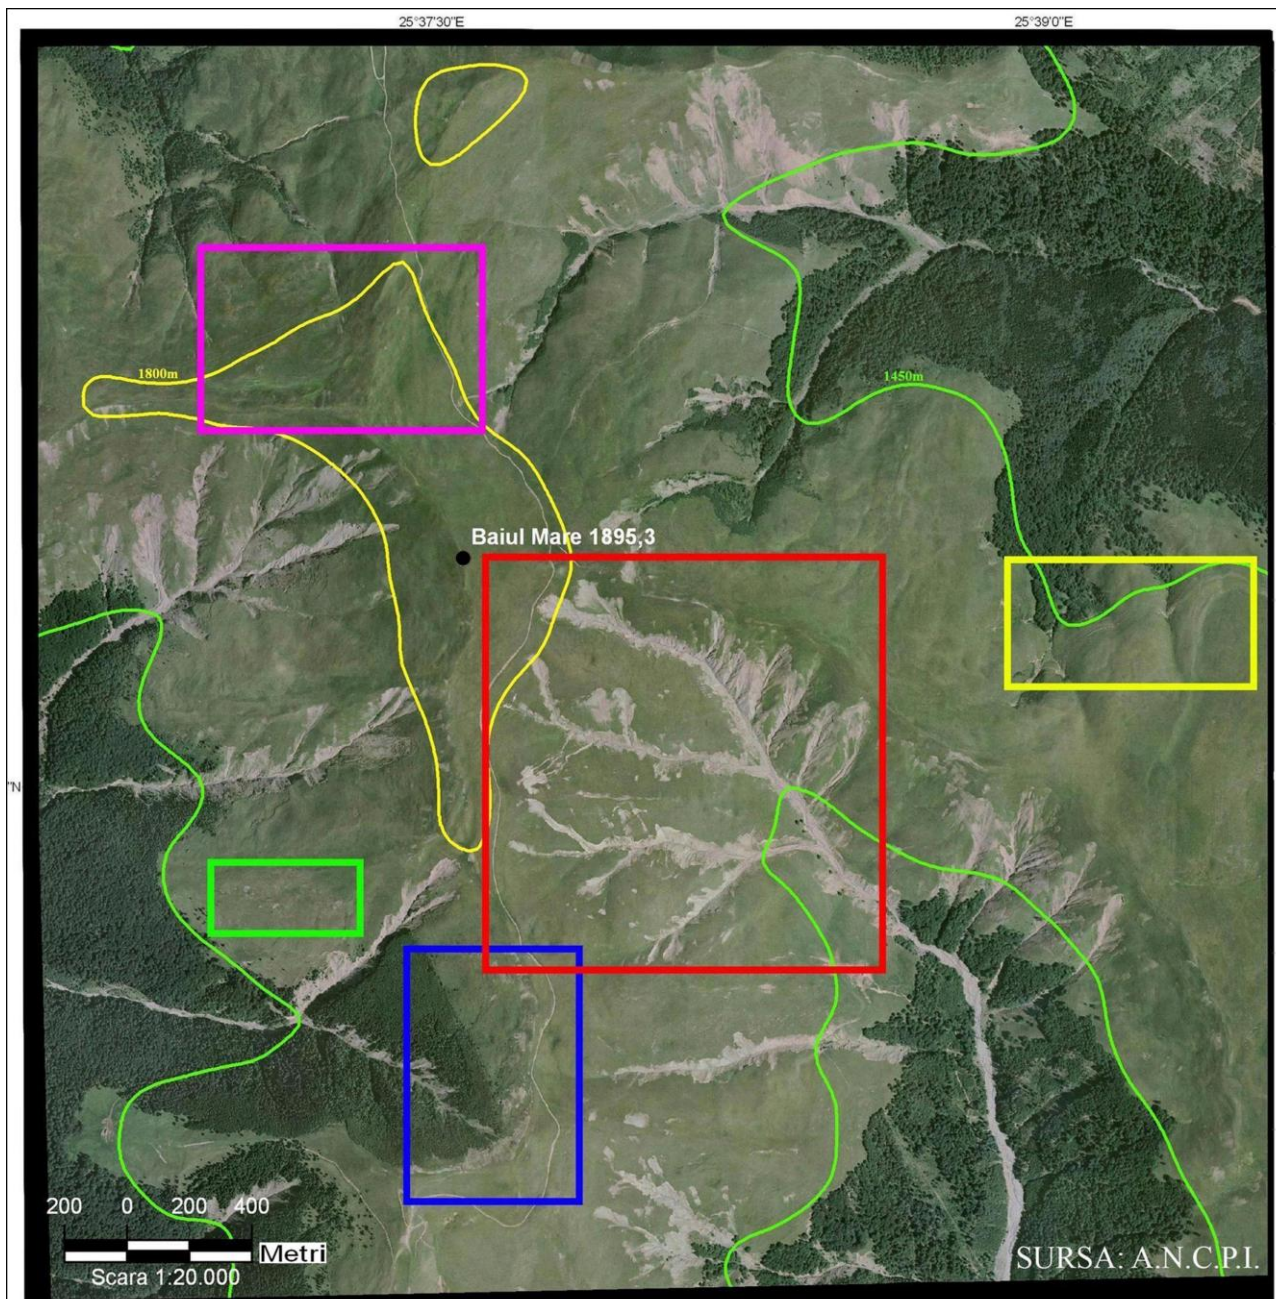 25°37'30"E
25°39'0"E
1800m
1450m
Baiul Mare 1895,3
"N
200 0 200 400
Metri
Scara 1:20.000
SURSA: A.N.C.P.I.